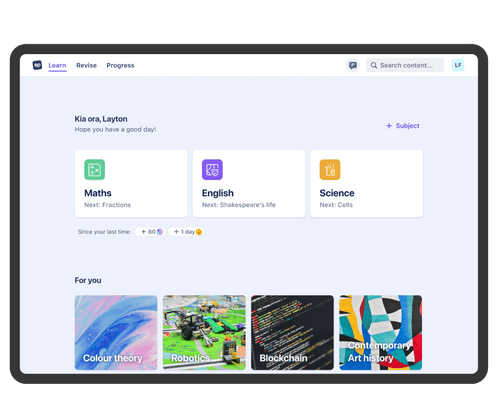 ep
Learn
Revise
Progress
Search content...
LF
Kia ora, Layton
Hope you have a good day!
+ Subject
Maths
Next: Fractions
English
Next: Shakespeare's life
Science
Next: Cells
Since your last time:
+ 80
+ 1 day
For you
Colour theory
Robotics
Blockchain
Contemporary
Art history